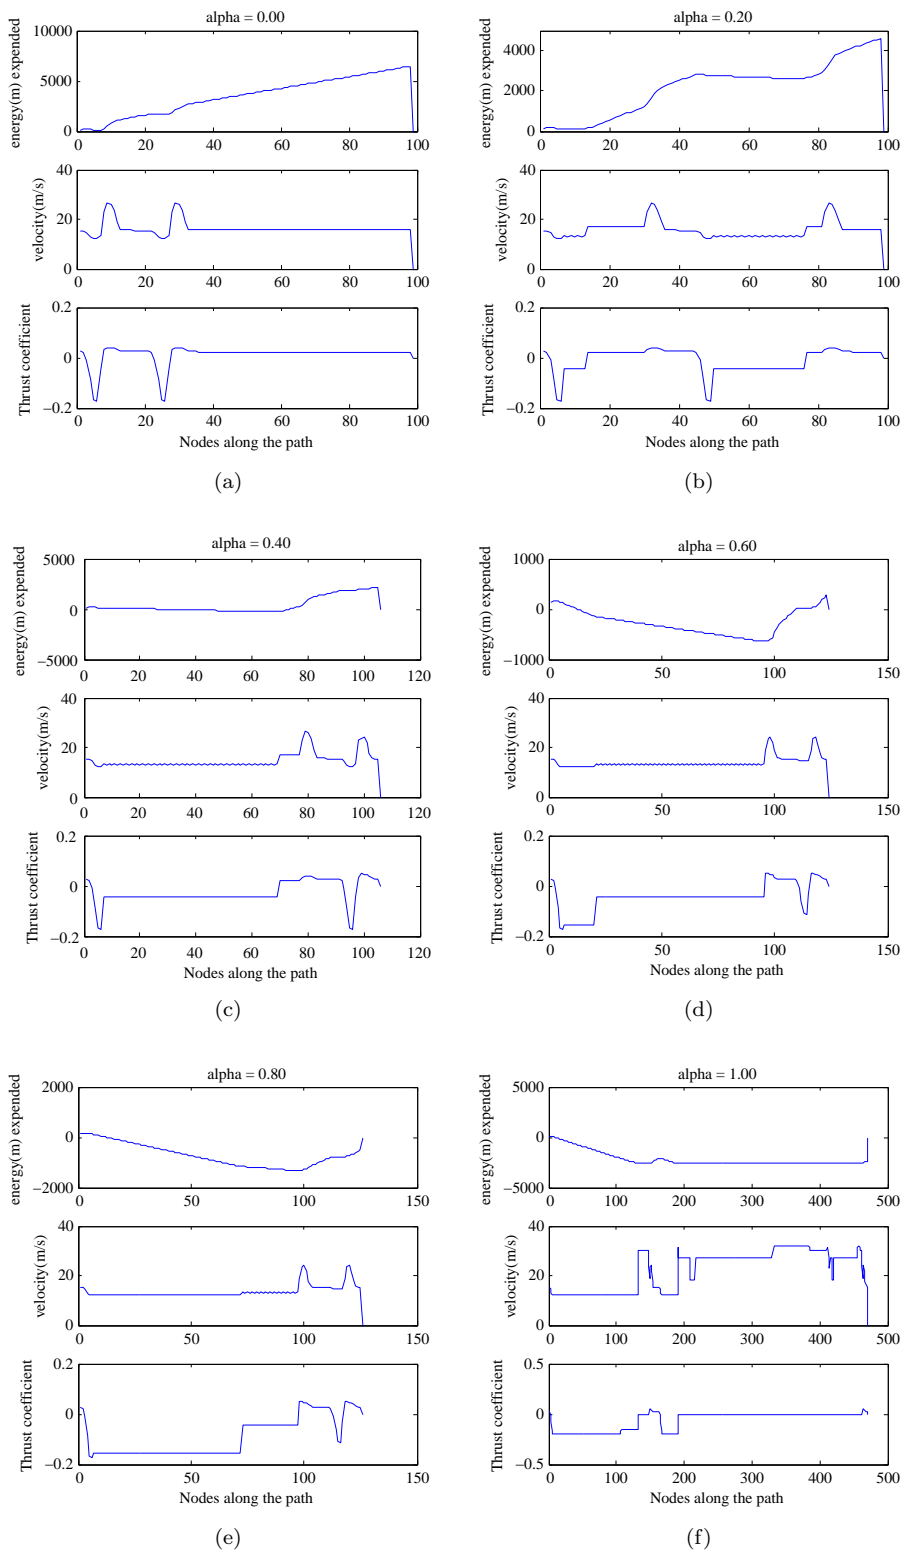 alpha = 0.00
energy(m) expended
10000
5000
0
0 20 40 60 80 100
velocity(m/s)
40
20
0
0 20 40 60 80 100
Thrust coefficient
0.2
0
−0.2
0 20 40 60 80 100
Nodes along the path
(a)
alpha = 0.20
energy(m) expended
4000
2000
0
0 20 40 60 80 100
velocity(m/s)
40
20
0
0 20 40 60 80 100
Thrust coefficient
0.2
0
−0.2
0 20 40 60 80 100
Nodes along the path
(b)
alpha = 0.40
energy(m) expended
5000
0
−5000
0 20 40 60 80 100 120
velocity(m/s)
40
20
0
0 20 40 60 80 100 120
Thrust coefficient
0.2
0
−0.2
0 20 40 60 80 100 120
Nodes along the path
(c)
alpha = 0.60
energy(m) expended
1000
0
−1000
0 50 100 150
velocity(m/s)
40
20
0
0 50 100 150
Thrust coefficient
0.2
0
−0.2
0 50 100 150
Nodes along the path
(d)
alpha = 0.80
energy(m) expended
2000
0
−2000
0 50 100 150
velocity(m/s)
40
20
0
0 50 100 150
Thrust coefficient
0.2
0
−0.2
0 50 100 150
Nodes along the path
(e)
alpha = 1.00
energy(m) expended
5000
0
−5000
0 100 200 300 400 500
velocity(m/s)
40
20
0
0 100 200 300 400 500
Thrust coefficient
0.5
0
−0.5
0 100 200 300 400 500
Nodes along the path
(f)